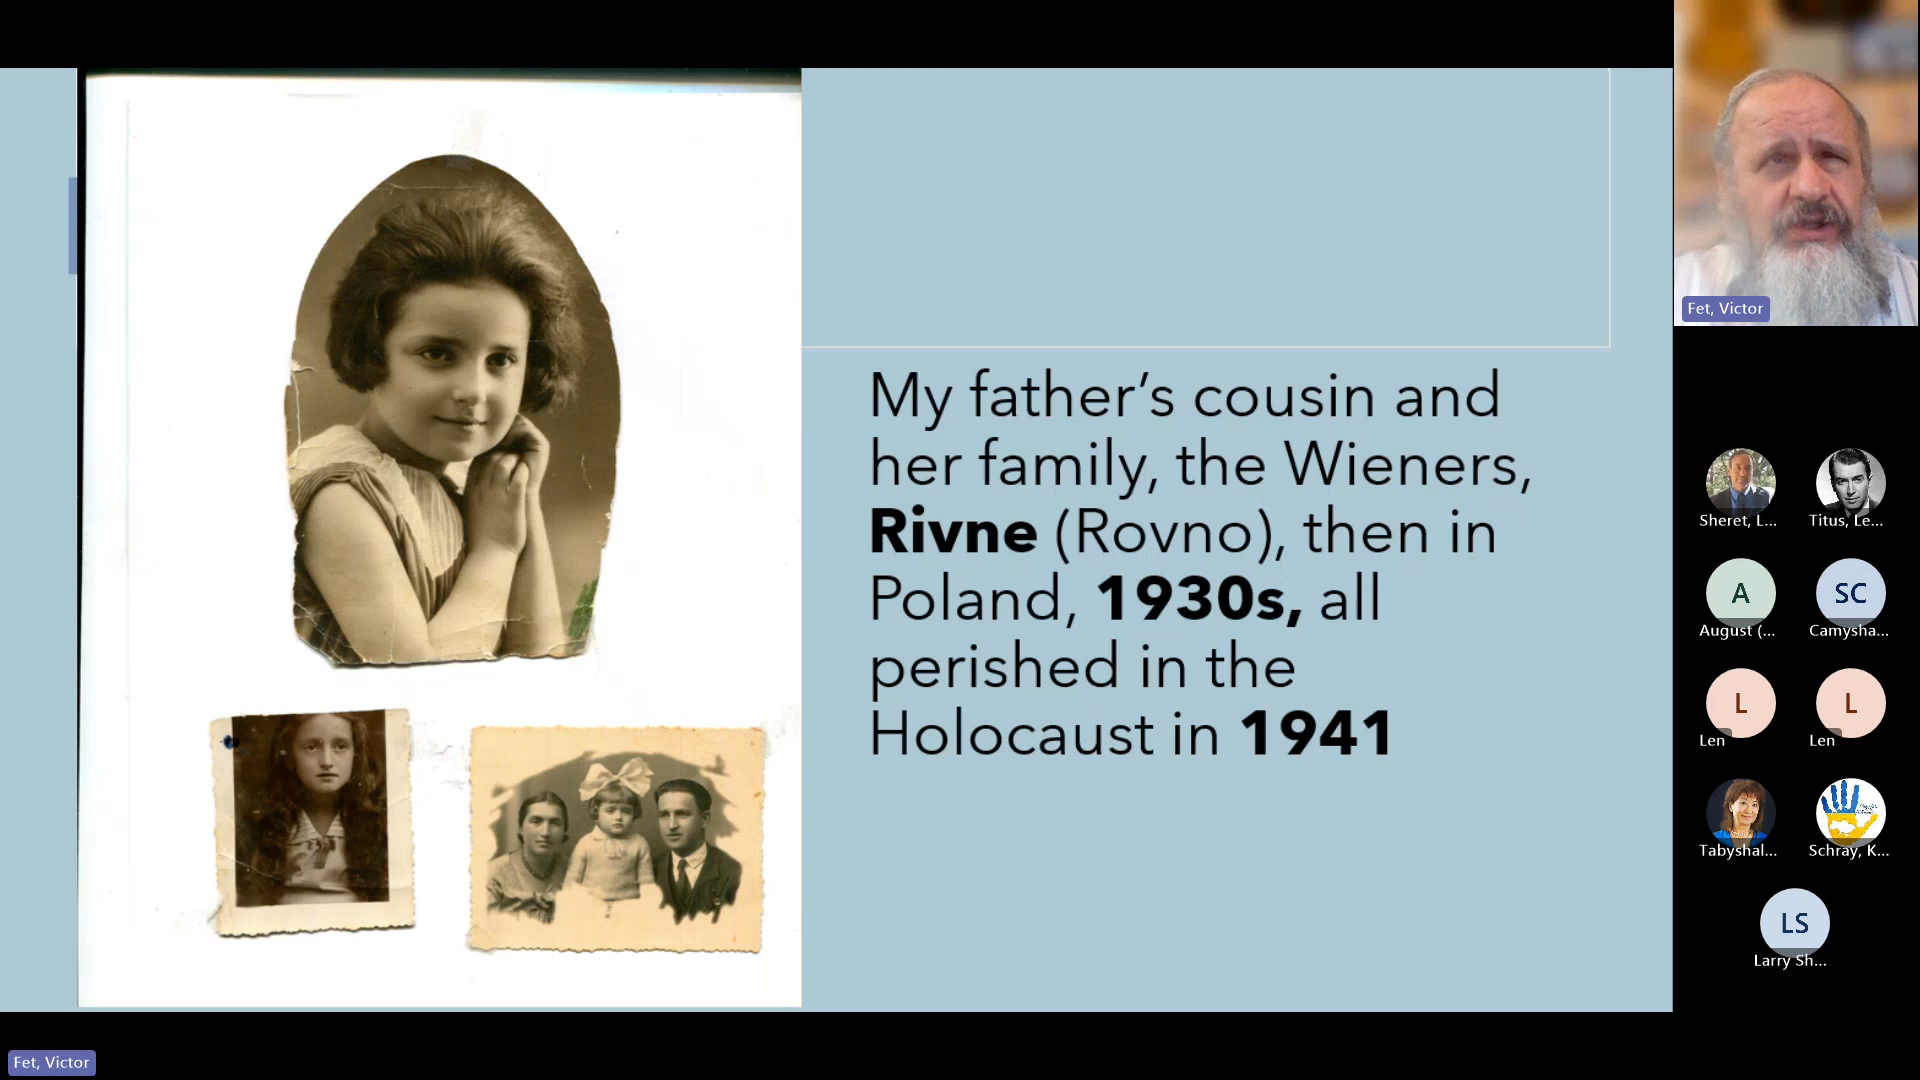 My father’s cousin and
her family, the Wieners,
Rivne (Rovno), then in
Poland, 1930s, all
perished in the
Holocaust in 1941
Fet, Victor
Sheret, L...
Titus, Le...
A
August (...
SC
Camysha...
L
Len
L
Len
Tabyshal...
Schray, K...
LS
Larry Sh...
Fet, Victor